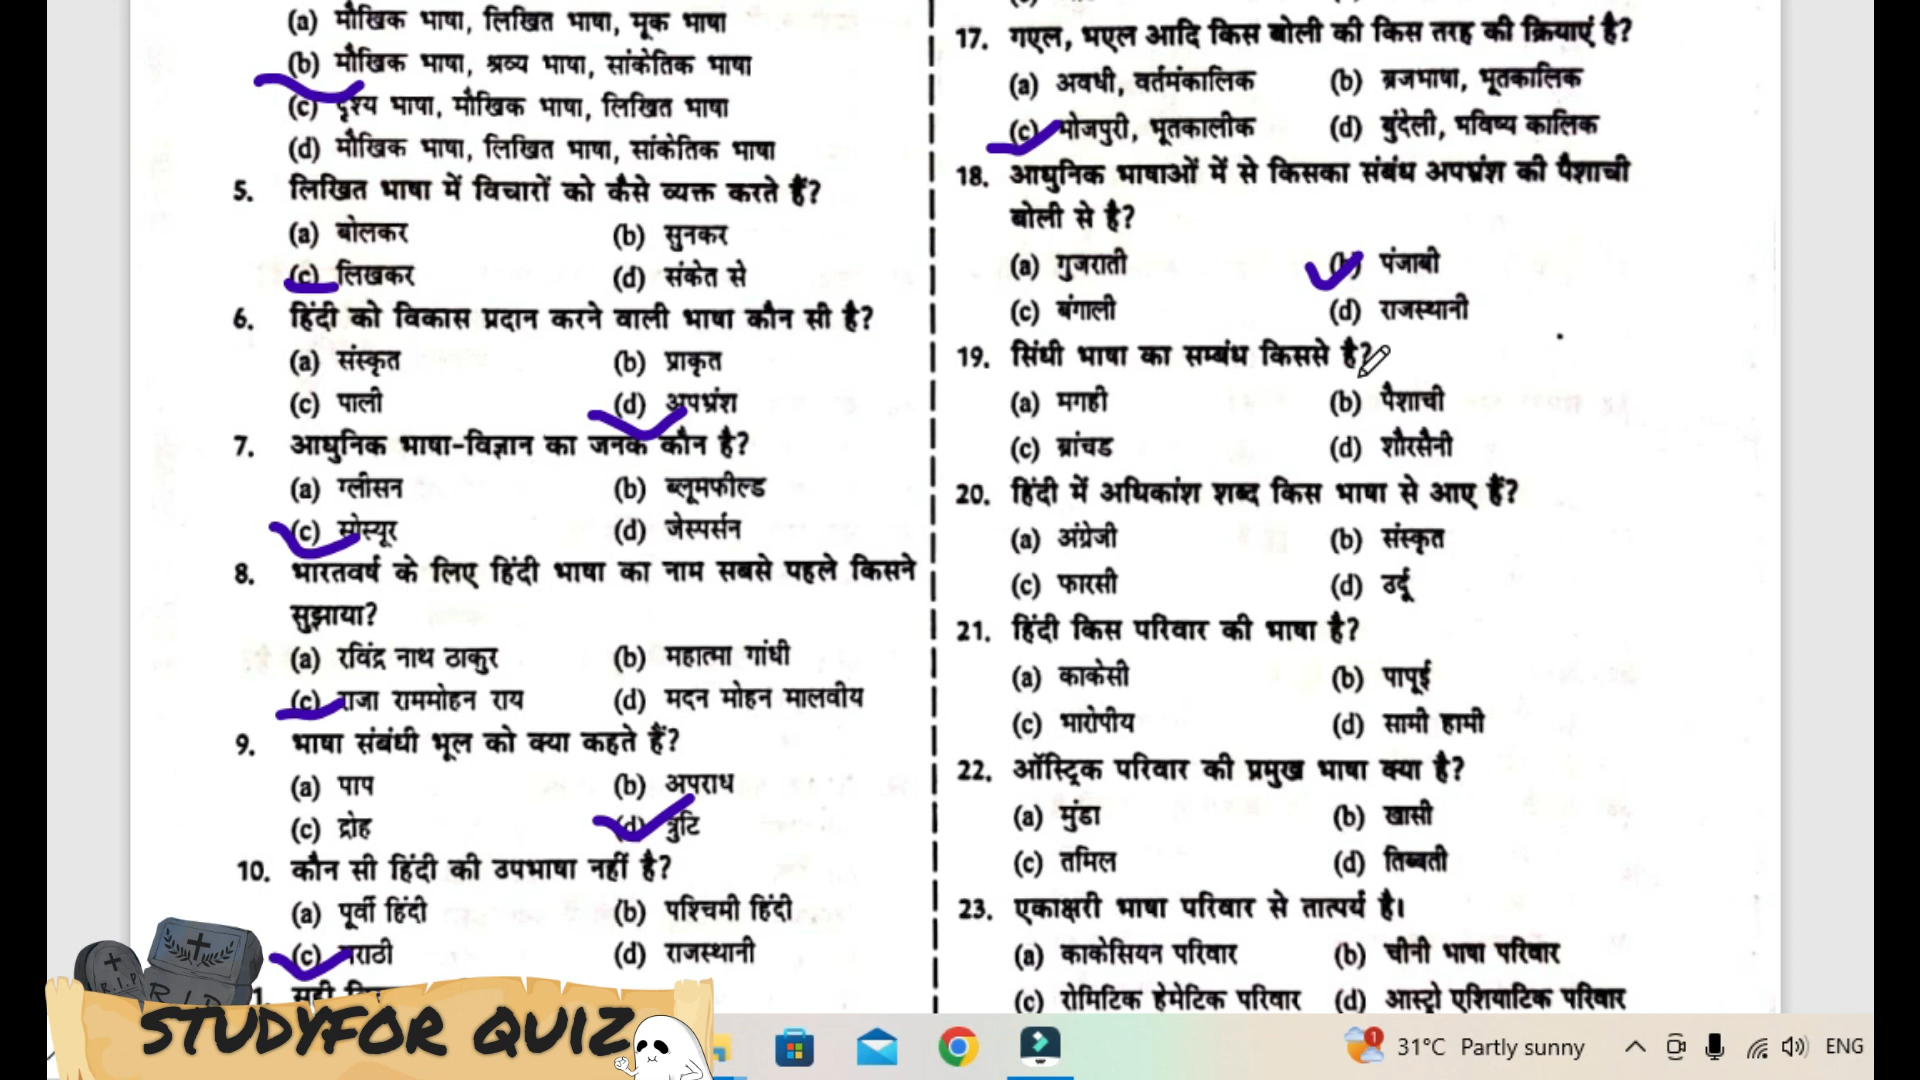 (a) मौखिक भाषा, लिखित भाषा, मूक भाषा
(b) मौखिक भाषा, श्रव्य भाषा, सांकेतिक भाषा
(c) दृश्य भाषा, मौखिक भाषा, लिखित भाषा
(d) मौखिक भाषा, लिखित भाषा, सांकेतिक भाषा
5. लिखित भाषा में विचारों को कैसे व्यक्त करते हैं?
(a) बोलकर (b) सुनकर
(c) लिखकर (d) संकेत से
6. हिंदी को विकास प्रदान करने वाली भाषा कौन सी है?
(a) संस्कृत (b) प्राकृत
(c) पाली (d) अपभ्रंश
7. आधुनिक भाषा-विज्ञान का जनक कौन है?
(a) ग्लीसन (b) ब्लूमफील्ड
(c) सोस्यूर (d) जेस्पर्सन
8. भारतवर्ष के लिए हिंदी भाषा का नाम सबसे पहले किसने
सुझाया?
(a) रविंद्र नाथ ठाकुर (b) महात्मा गांधी
(c) राजा राममोहन राय (d) मदन मोहन मालवीय
9. भाषा संबंधी भूल को क्या कहते हैं?
(a) पाप (b) अपराध
(c) द्रोह (d) त्रुटि
10. कौन सी हिंदी की उपभाषा नहीं है?
(a) पूर्वी हिंदी (b) पश्चिमी हिंदी
(c) मराठी (d) राजस्थानी
17. गएल, भएल आदि किस बोली की किस तरह की क्रियाएं है?
(a) अवधी, वर्तमंकालिक (b) ब्रजभाषा, भूतकालिक
(c) भोजपुरी, भूतकालीक (d) बुंदेली, भविष्य कालिक
18. आधुनिक भाषाओं में से किसका संबंध अपभ्रंश की पैशाची
बोली से है?
(a) गुजराती (b) पंजाबी
(c) बंगाली (d) राजस्थानी
19. सिंधी भाषा का सम्बंध किससे है?
(a) मगही (b) पैशाची
(c) ब्रांचड (d) शौरसैनी
20. हिंदी में अधिकांश शब्द किस भाषा से आए हैं?
(a) अंग्रेजी (b) संस्कृत
(c) फारसी (d) उर्दू
21. हिंदी किस परिवार की भाषा है?
(a) काकेसी (b) पापूई
(c) भारोपीय (d) सामी हामी
22. ऑस्ट्रिक परिवार की प्रमुख भाषा क्या है?
(a) मुंडा (b) खासी
(c) तमिल (d) तिब्बती
23. एकाक्षरी भाषा परिवार से तात्पर्य है।
(a) काकेसियन परिवार (b) चीनी भाषा परिवार
(c) रोमिटिक हेमेटिक परिवार (d) आस्ट्रो एशियाटिक परिवार
R.I.P
R.I.P
STUDYFOR QUIZ
1
31°C Partly sunny ENG